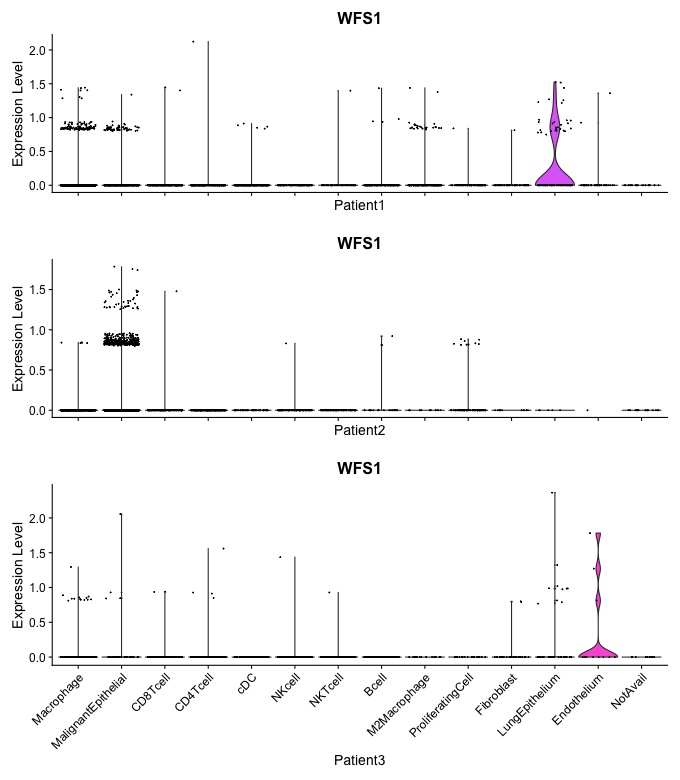 WFS1
Expression Level
2.0
1.5
1.0
0.5
0.0
Patient1
WFS1
Expression Level
1.5
1.0
0.5
0.0
Patient2
WFS1
Expression Level
2.0
1.5
1.0
0.5
0.0
Macrophage
MalignantEpithelial
CD8Tcell
CD4Tcell
cDC
NKcell
NKTcell
Bcell
M2Macrophage
ProliferatingCell
Fibroblast
LungEpithelium
Endothelium
NotAvail
Patient3